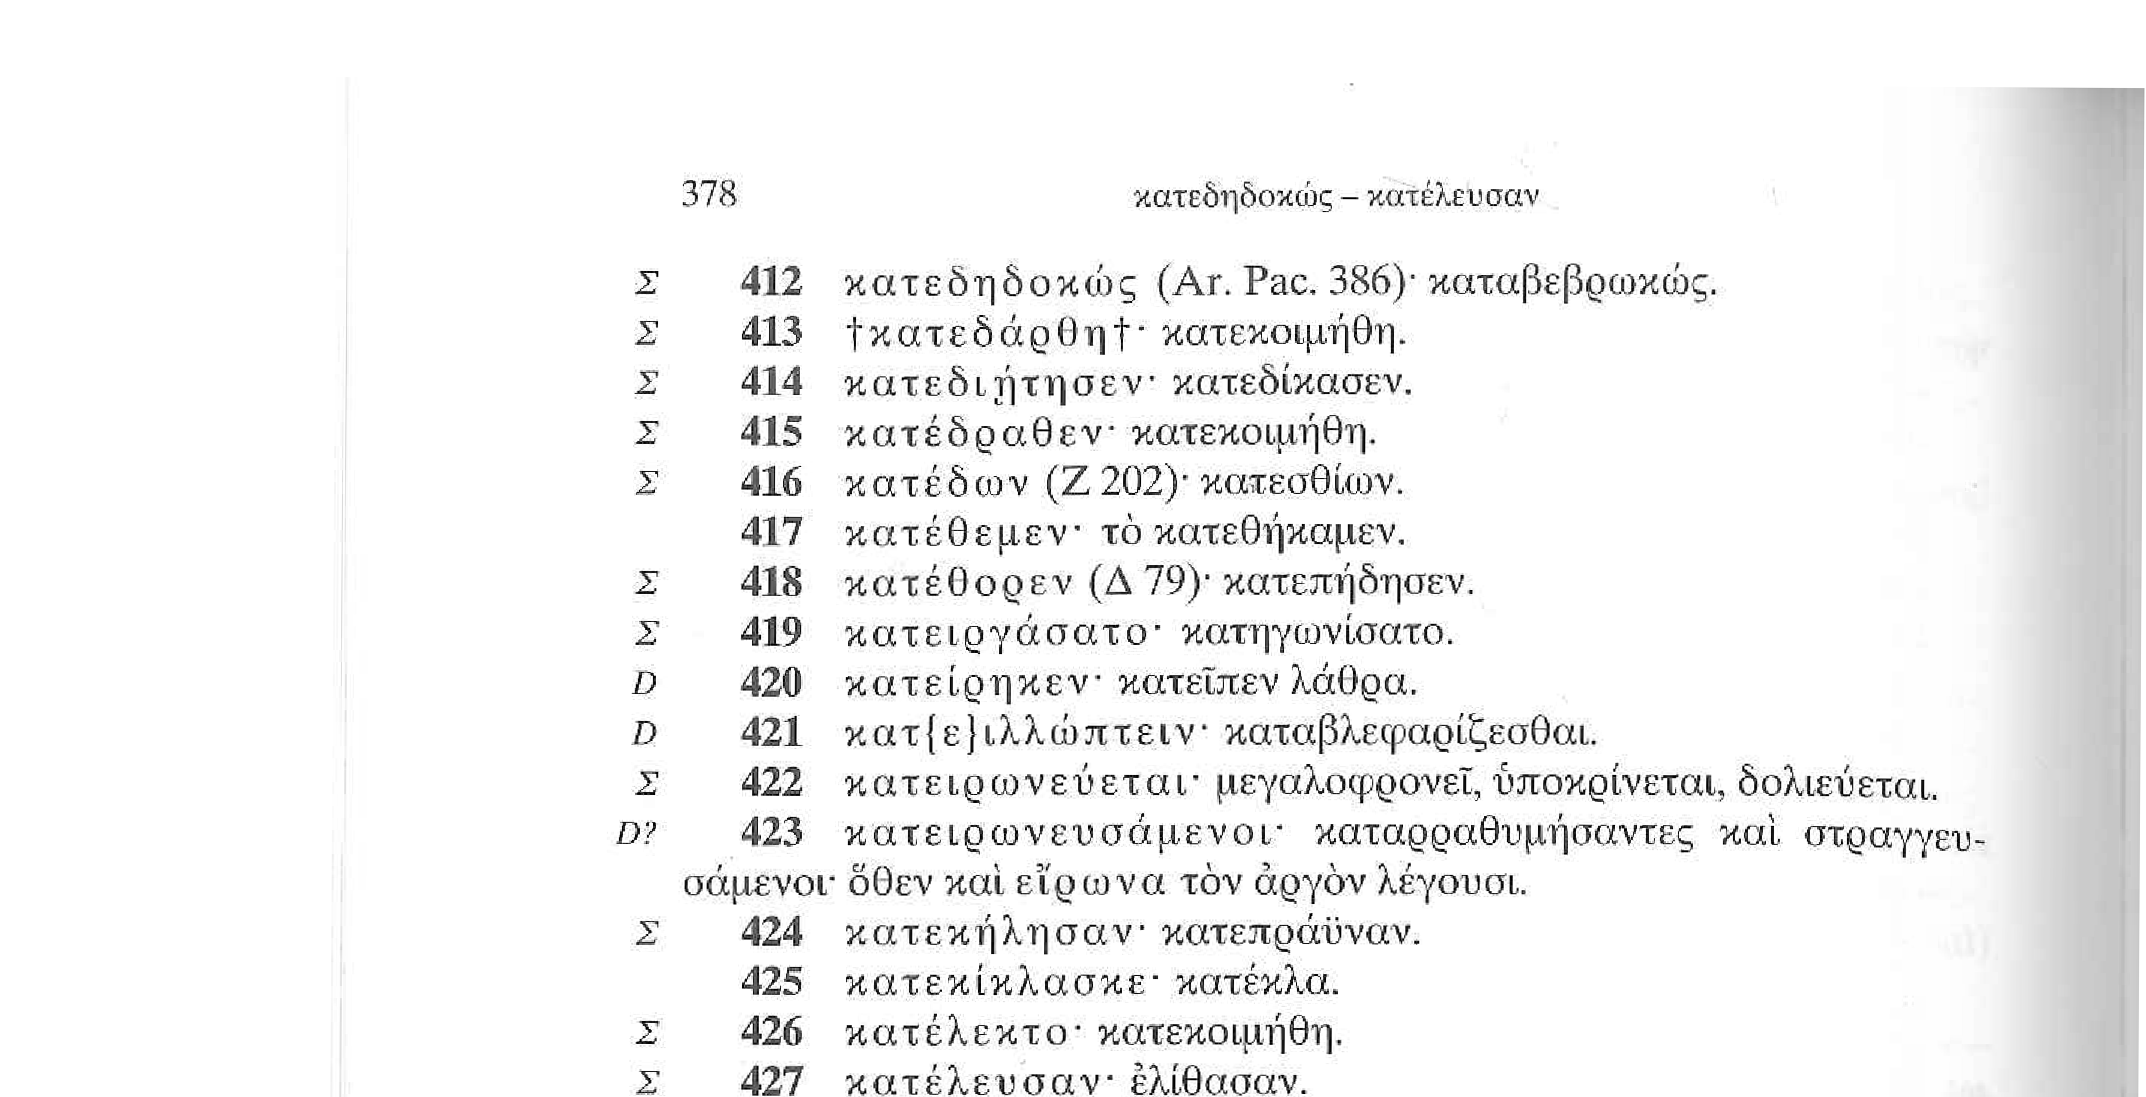 378 κατεδηδοκώς – κατέλευσαν
Σ 412 κατεδηδοκώς (Ar. Pac. 386)· καταβεβρωκώς.
Σ 413 †κατεδάρθη†· κατεκοιμήθη.
Σ 414 κατεδιῄτησεν· κατεδίκασεν.
Σ 415 κατέδραθεν· κατεκοιμήθη.
Σ 416 κατέδων (Ζ 202)· κατεσθίων.
417 κατέθεμεν· τὸ κατεθήκαμεν.
Σ 418 κατέθορεν (Δ 79)· κατεπήδησεν.
Σ 419 κατειργάσατο· κατηγωνίσατο.
D 420 κατείρηκεν· κατεῖπεν λάθρα.
D 421 κατ{ε}ιλλώπτειν· καταβλεφαρίζεσθαι.
Σ 422 κατειρωνεύεται· μεγαλοφρονεῖ, ὑποκρίνεται, δολιεύεται.
D? 423 κατειρωνευσάμενοι· καταρραθυμήσαντες καὶ στραγγευ-
σάμενοι· ὅθεν καὶ εἴρωνα τὸν ἀργὸν λέγουσι.
Σ 424 κατεκήλησαν· κατεπράϋναν.
425 κατεκίκλασκε· κατέκλα.
Σ 426 κατέλεκτο· κατεκοιμήθη.
Σ 427 κατέλευσαν· ἐλίθασαν.